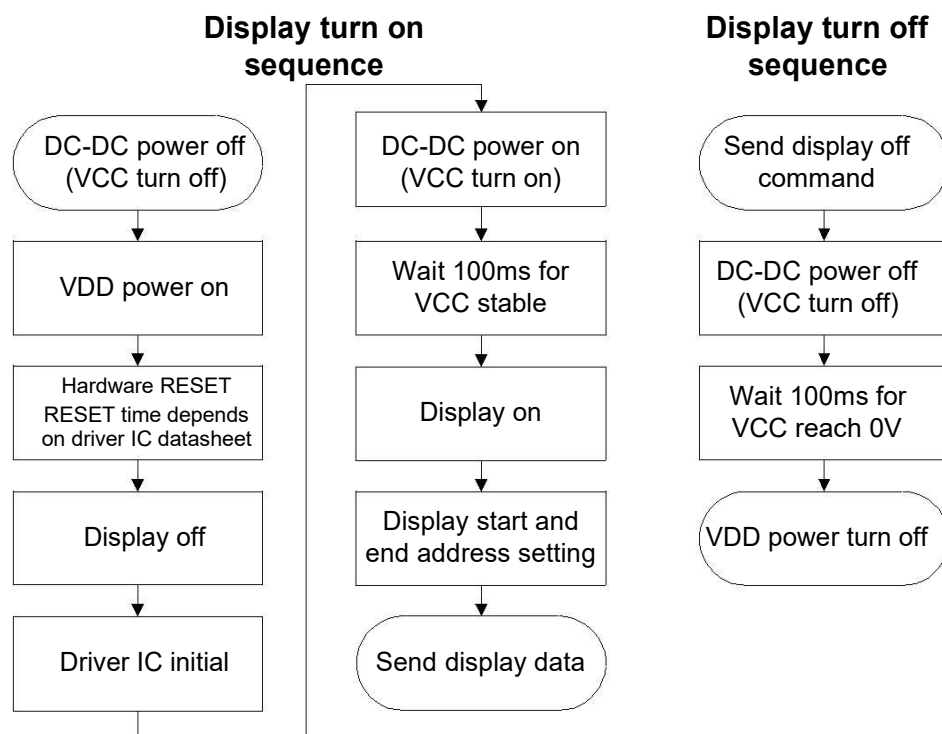 Display turn on
sequence
DC-DC power off
(VCC turn off)
VDD power on
Hardware RESET
RESET time depends
on driver IC datasheet
Display off
Driver IC initial
DC-DC power on
(VCC turn on)
Wait 100ms for
VCC stable
Display on
Display start and
end address setting
Send display data
Display turn off
sequence
Send display off
command
DC-DC power off
(VCC turn off)
Wait 100ms for
VCC reach 0V
VDD power turn off